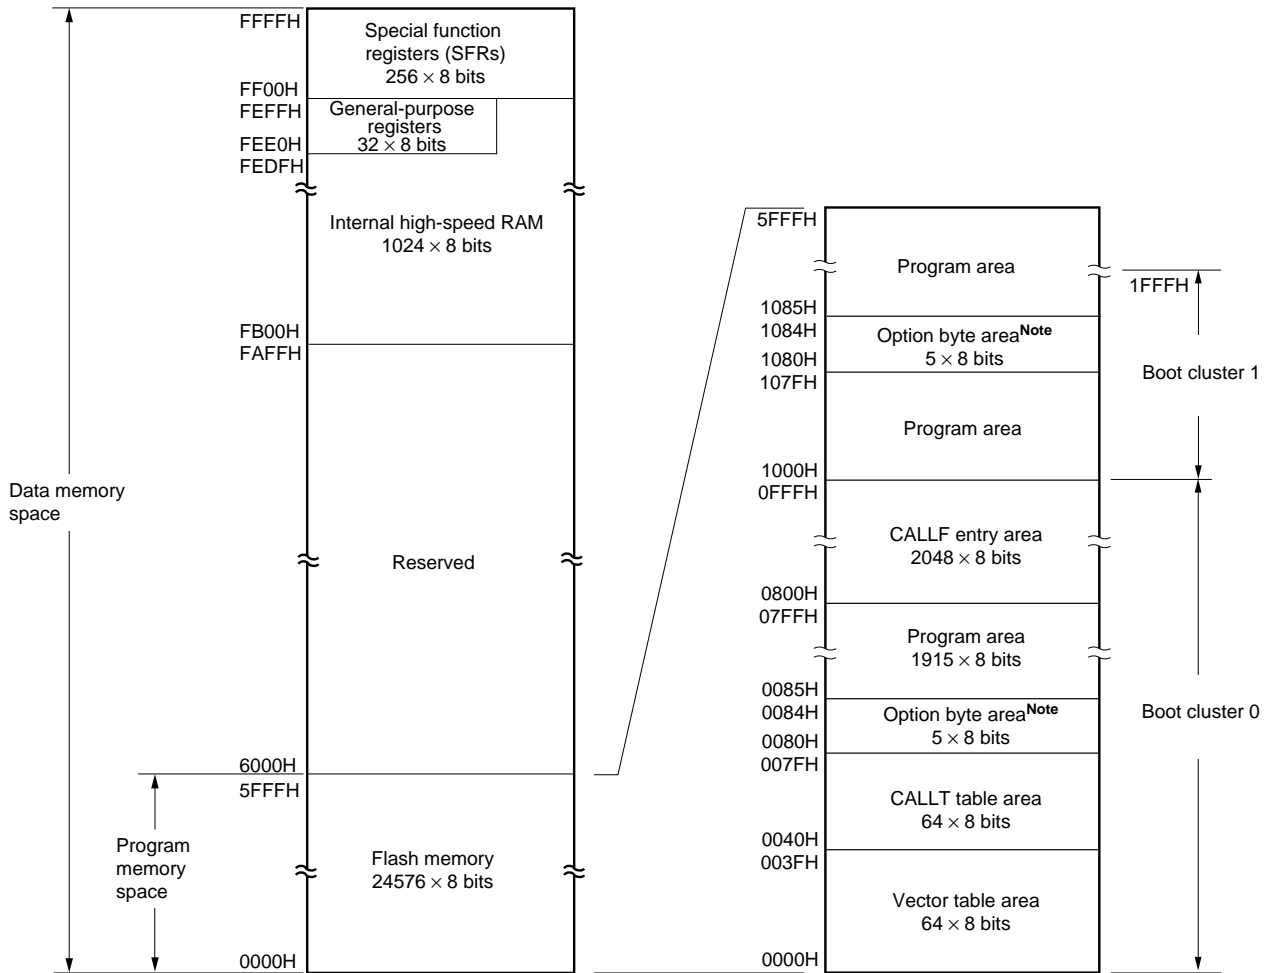 FFFFH
Special function
registers (SFRs)
256 × 8 bits
FF00H
FEFFH
General-purpose
registers
32 × 8 bits
FEE0H
FEDFH
Internal high-speed RAM
1024 × 8 bits
FB00H
FAFFH
Data memory
space
Reserved
6000H
5FFFH
Program
memory
space
Flash memory
24576 × 8 bits
0000H
5FFFH
Program area
1FFFH
1085H
1084H
Option byte areaNote
5 × 8 bits
1080H
107FH
Boot cluster 1
Program area
1000H
0FFFH
CALLF entry area
2048 × 8 bits
0800H
07FFH
Program area
1915 × 8 bits
0085H
0084H
Option byte areaNote
5 × 8 bits
Boot cluster 0
0080H
007FH
CALLT table area
64 × 8 bits
0040H
003FH
Vector table area
64 × 8 bits
0000H